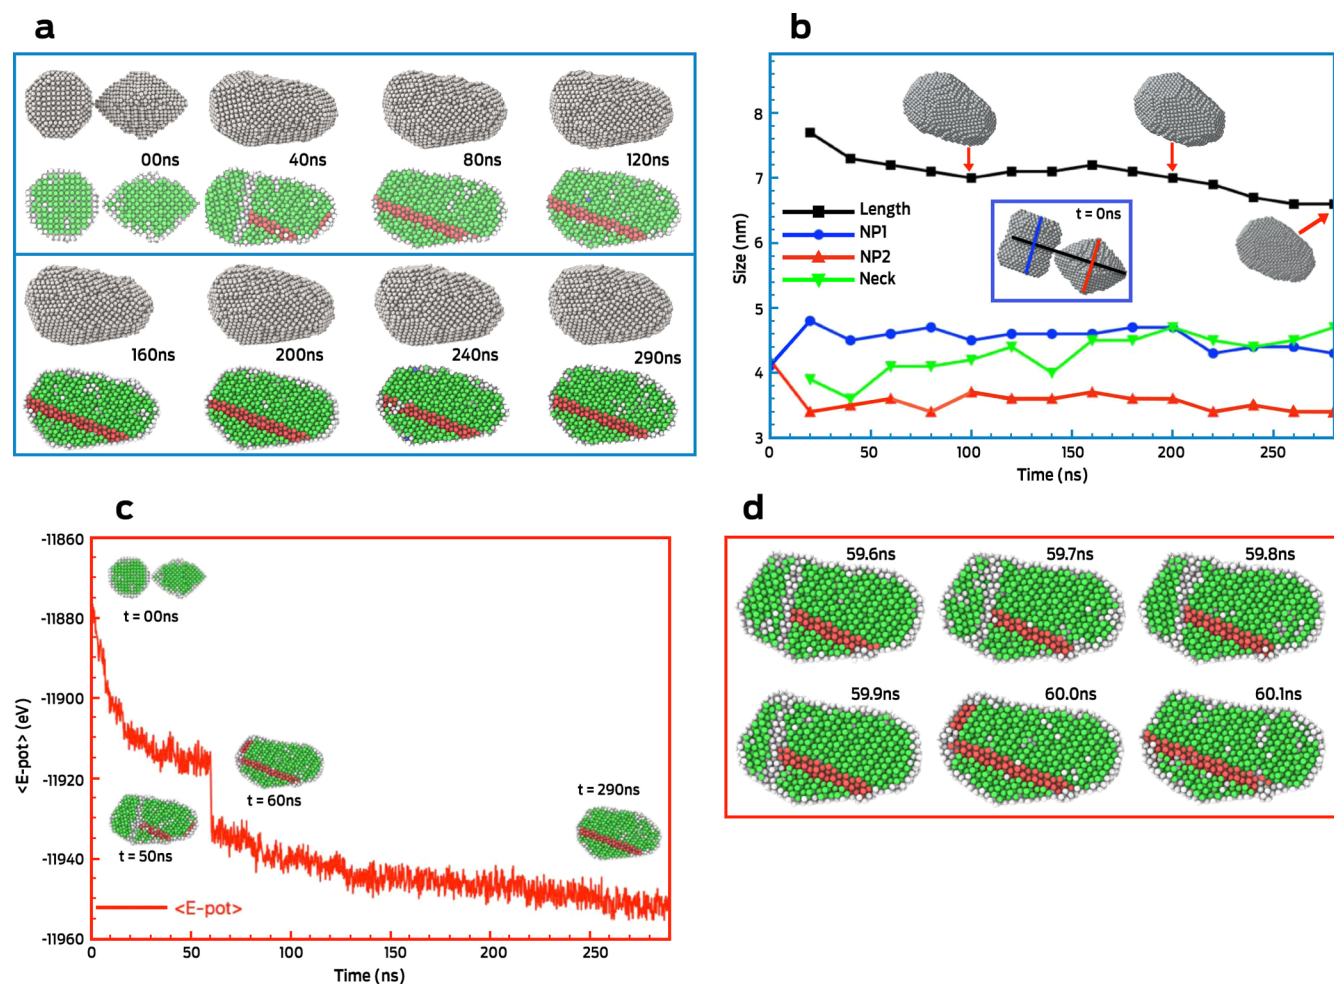 a
00ns 40ns 80ns 120ns
160ns 200ns 240ns 290ns
b
Size (nm)
8
7
6
5
4
3
Length
NP1
NP2
Neck
t = 0ns
0 50 100 150 200 250
Time (ns)
c
<E-pot> (eV)
-11860
-11880
-11900
-11920
-11940
-11960
t = 00ns
t = 60ns
t = 50ns
t = 290ns
<E-pot>
0 50 100 150 200 250
Time (ns)
d
59.6ns 59.7ns 59.8ns
59.9ns 60.0ns 60.1ns